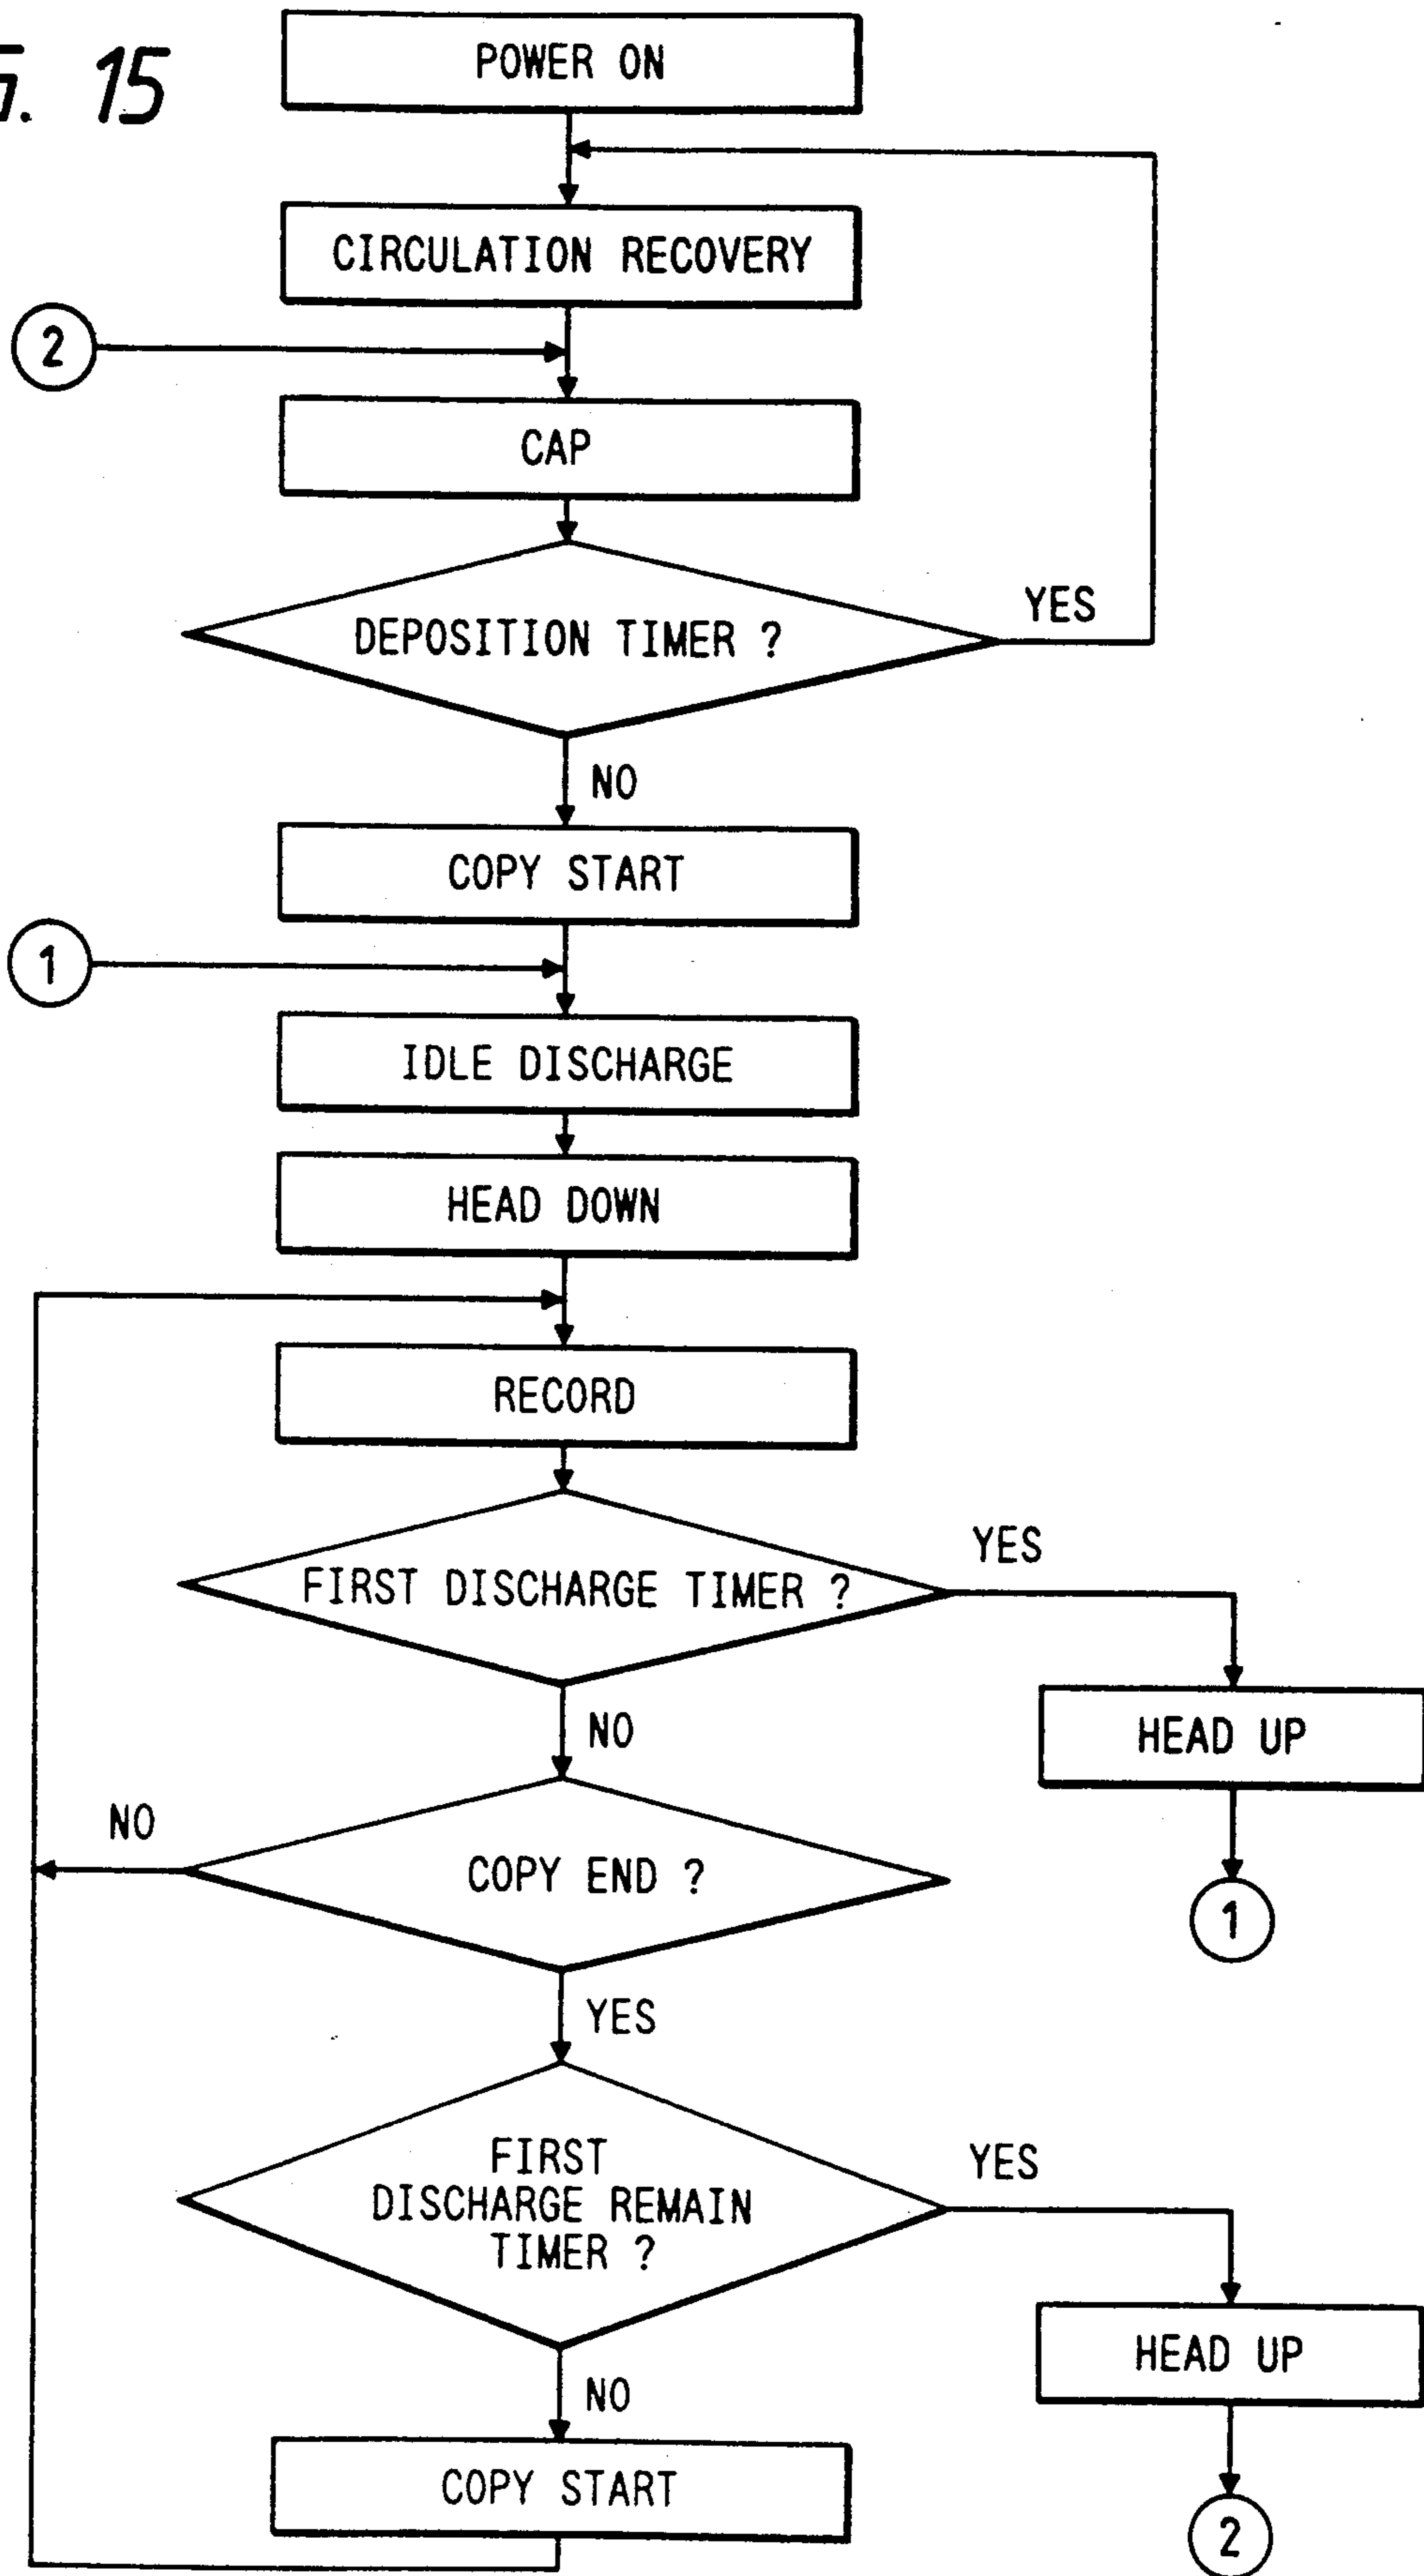 G. 15
POWER ON
CIRCULATION RECOVERY
2
CAP
DEPOSITION TIMER ?
YES
NO
COPY START
1
IDLE DISCHARGE
HEAD DOWN
RECORD
FIRST DISCHARGE TIMER ?
YES
NO
HEAD UP
1
COPY END ?
NO
YES
FIRST
DISCHARGE REMAIN
TIMER ?
YES
NO
HEAD UP
2
COPY START